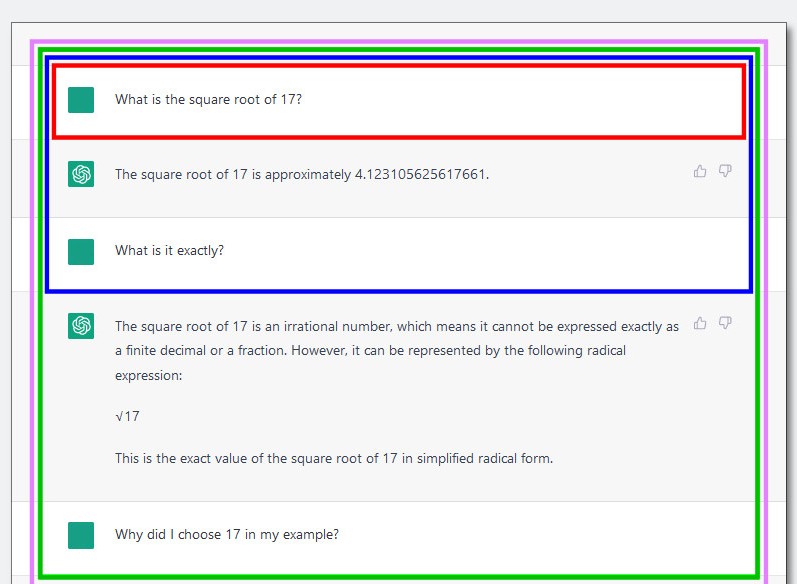 What is the square root of 17?
The square root of 17 is approximately 4.123105625617661.
What is it exactly?
The square root of 17 is an irrational number, which means it cannot be expressed exactly as
a finite decimal or a fraction. However, it can be represented by the following radical
expression:
√17
This is the exact value of the square root of 17 in simplified radical form.
Why did I choose 17 in my example?